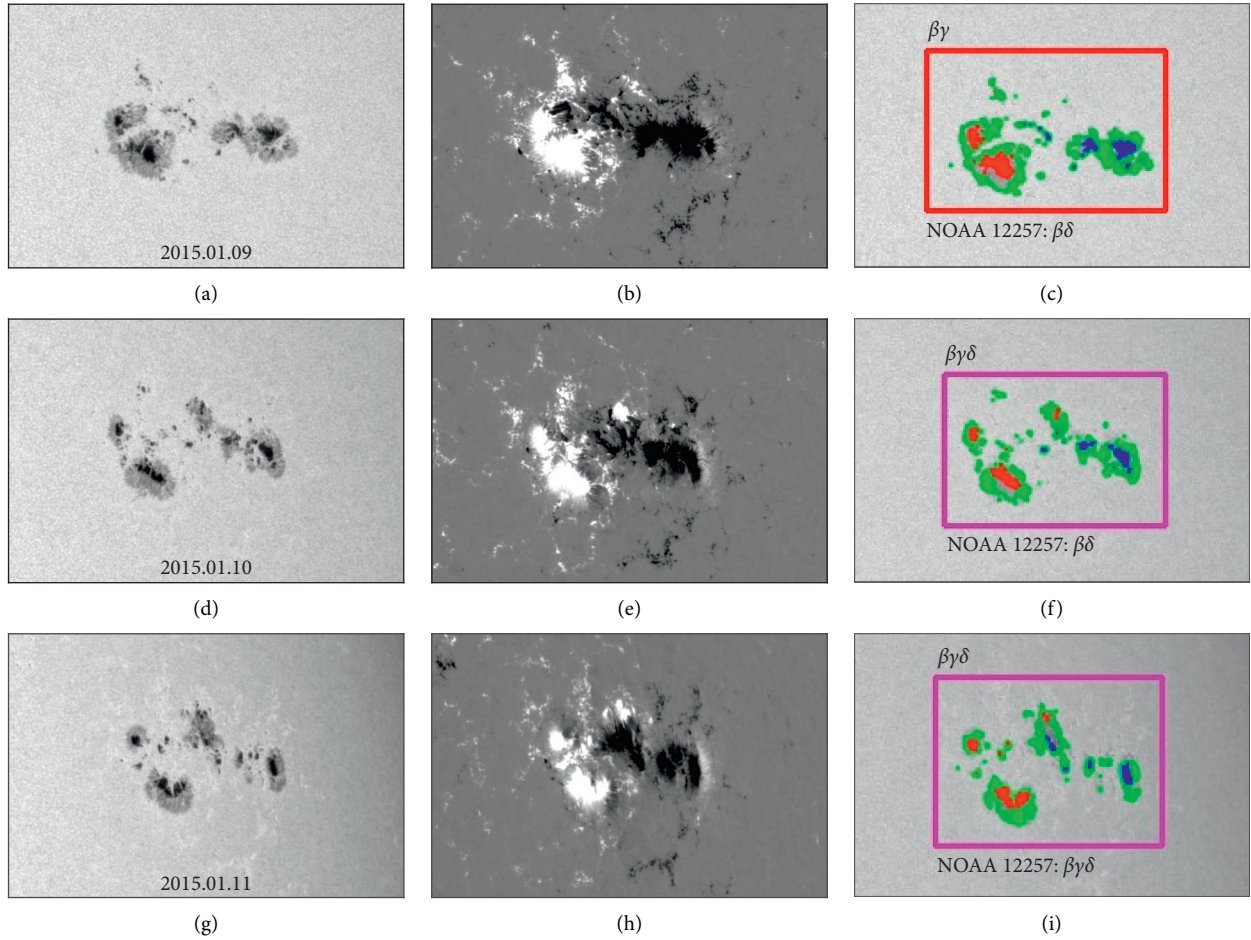 βγ
2015.01.09
NOAA 12257: βδ
(a)
(b)
(c)
βγδ
2015.01.10
NOAA 12257: βδ
(d)
(e)
(f)
βγδ
2015.01.11
NOAA 12257: βγδ
(g)
(h)
(i)